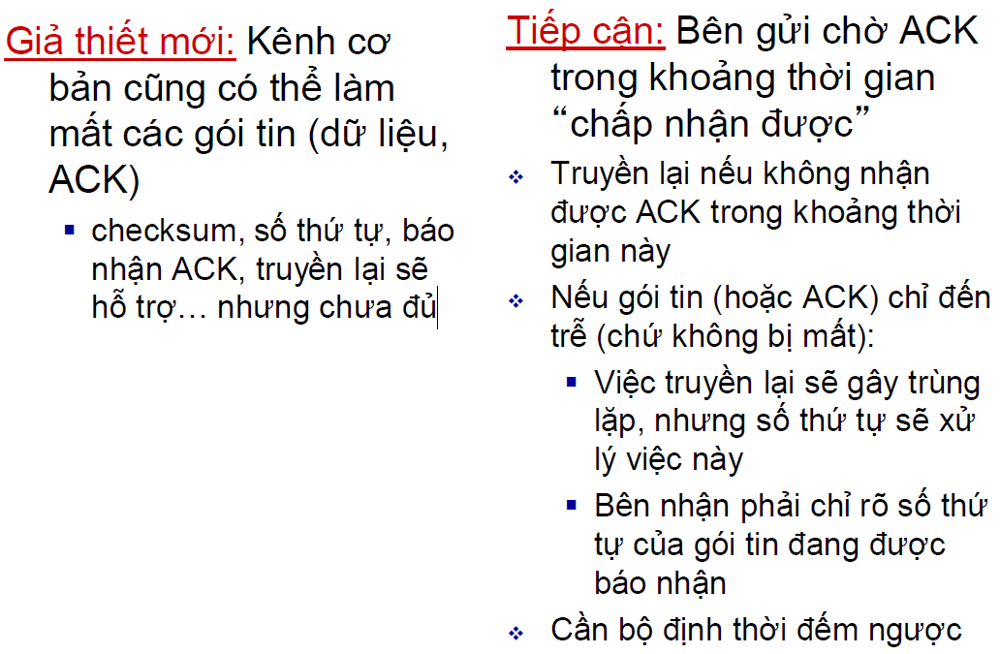 Giả thiết mới: Kênh cơ
bản cũng có thể làm
mất các gói tin (dữ liệu,
ACK)
▪ checksum, số thứ tự, báo
nhận ACK, truyền lại sẽ
hỗ trợ… nhưng chưa đủ
Tiếp cận: Bên gửi chờ ACK
trong khoảng thời gian
“chấp nhận được”
❖ Truyền lại nếu không nhận
được ACK trong khoảng thời
gian này
❖ Nếu gói tin (hoặc ACK) chỉ đến
trễ (chứ không bị mất):
▪ Việc truyền lại sẽ gây trùng
lặp, nhưng số thứ tự sẽ xử
lý việc này
▪ Bên nhận phải chỉ rõ số thứ
tự của gói tin đang được
báo nhận
❖ Cần bộ định thời đếm ngược